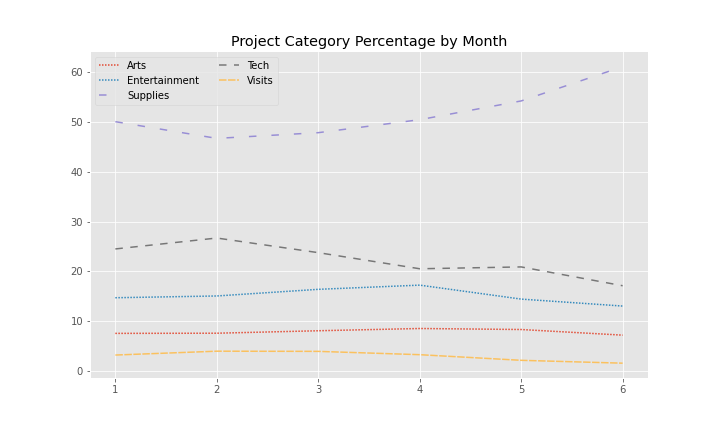 Project Category Percentage by Month
Arts
Entertainment
Supplies
Tech
Visits
60
50
40
30
20
10
0
1 2 3 4 5 6